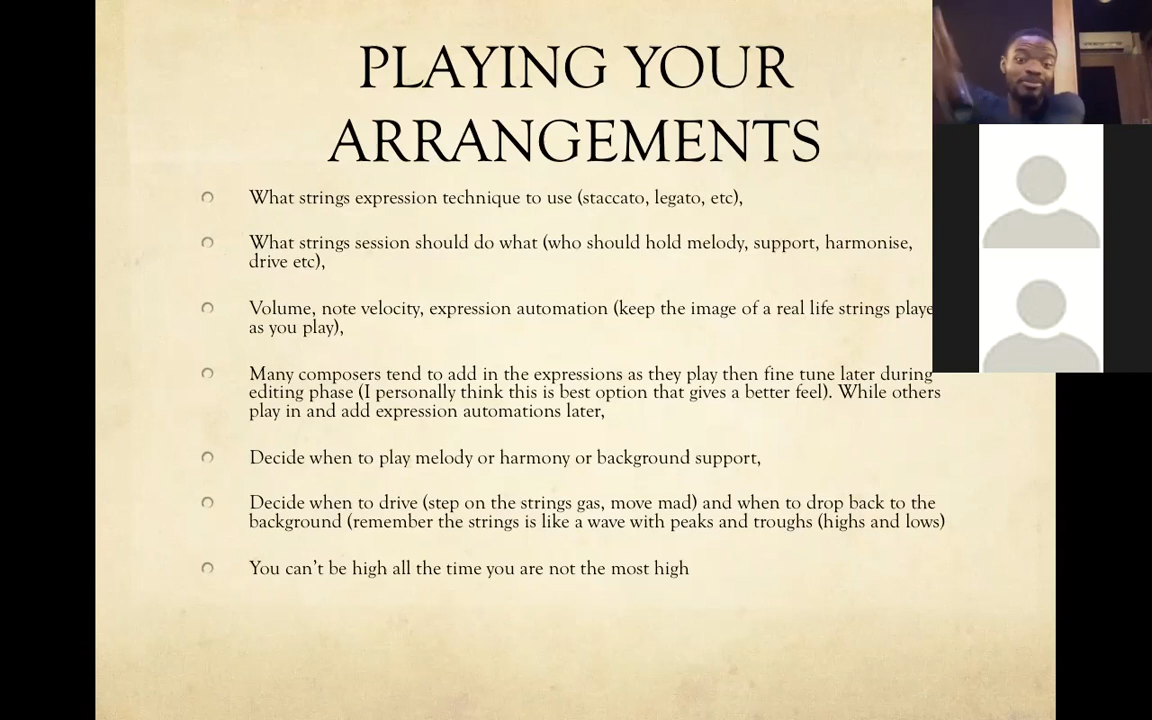 PLAYING YOUR
ARRANGEMENTS
What strings expression technique to use (staccato, legato, etc),
What strings session should do what (who should hold melody, support, harmonise,
drive etc),
Volume, note velocity, expression automation (keep the image of a real life strings playe
as you play),
Many composers tend to add in the expressions as they play then fine tune later during
editing phase (I personally think this is best option that gives a better feel). While others
play in and add expression automations later,
Decide when to play melody or harmony or background support,
Decide when to drive (step on the strings gas, move mad) and when to drop back to the
background (remember the strings is like a wave with peaks and troughs (highs and lows)
You can't be high all the time you are not the most high